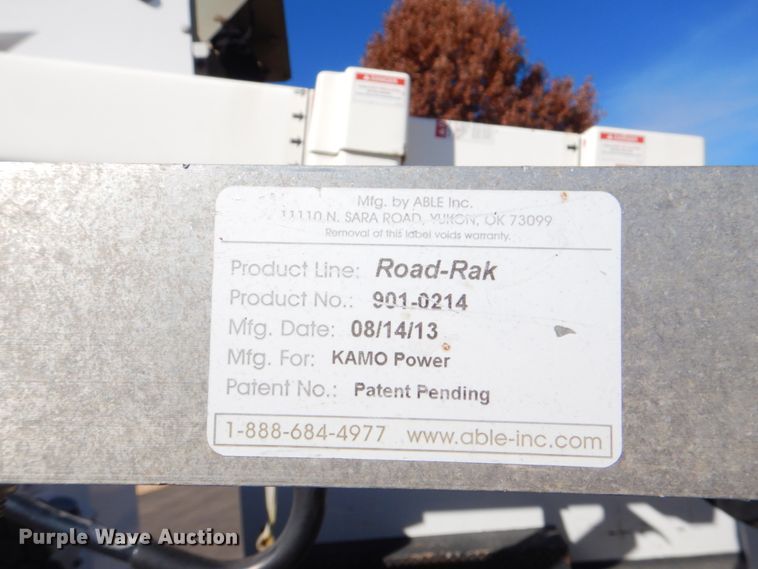 Mfg. by ABLE Inc.
11110 N. SARA ROAD, YUKON, OK 73099
Removal of this label voids warranty.
Product Line: Road-Rak
Product No.: 901-0214
Mfg. Date: 08/14/13
Mfg. For: KAMO Power
Patent No.: Patent Pending
1-888-684-4977 www.able-inc.com
Purple Wave Auction